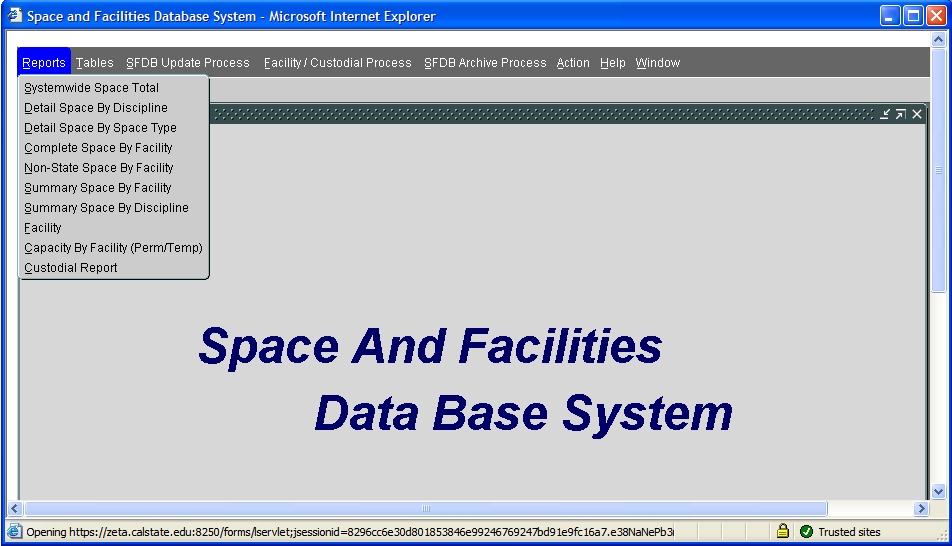 Space and Facilities Database System - Microsoft Internet Explorer
Reports Tables SFDB Update Process Facility / Custodial Process SFDB Archive Process Action Help Window
Systemwide Space Total
Detail Space By Discipline
Detail Space By Space Type
Complete Space By Facility
Non-State Space By Facility
Summary Space By Facility
Summary Space By Discipline
Facility
Capacity By Facility (Perm/Temp)
Custodial Report
Space And Facilities
Data Base System
Opening https://zeta.calstate.edu:8250/forms/lservlet;jsessionid=8296cc6e30d801853846e99246769247bd91e9fc16a7.e38NaNePb3 Trusted sites